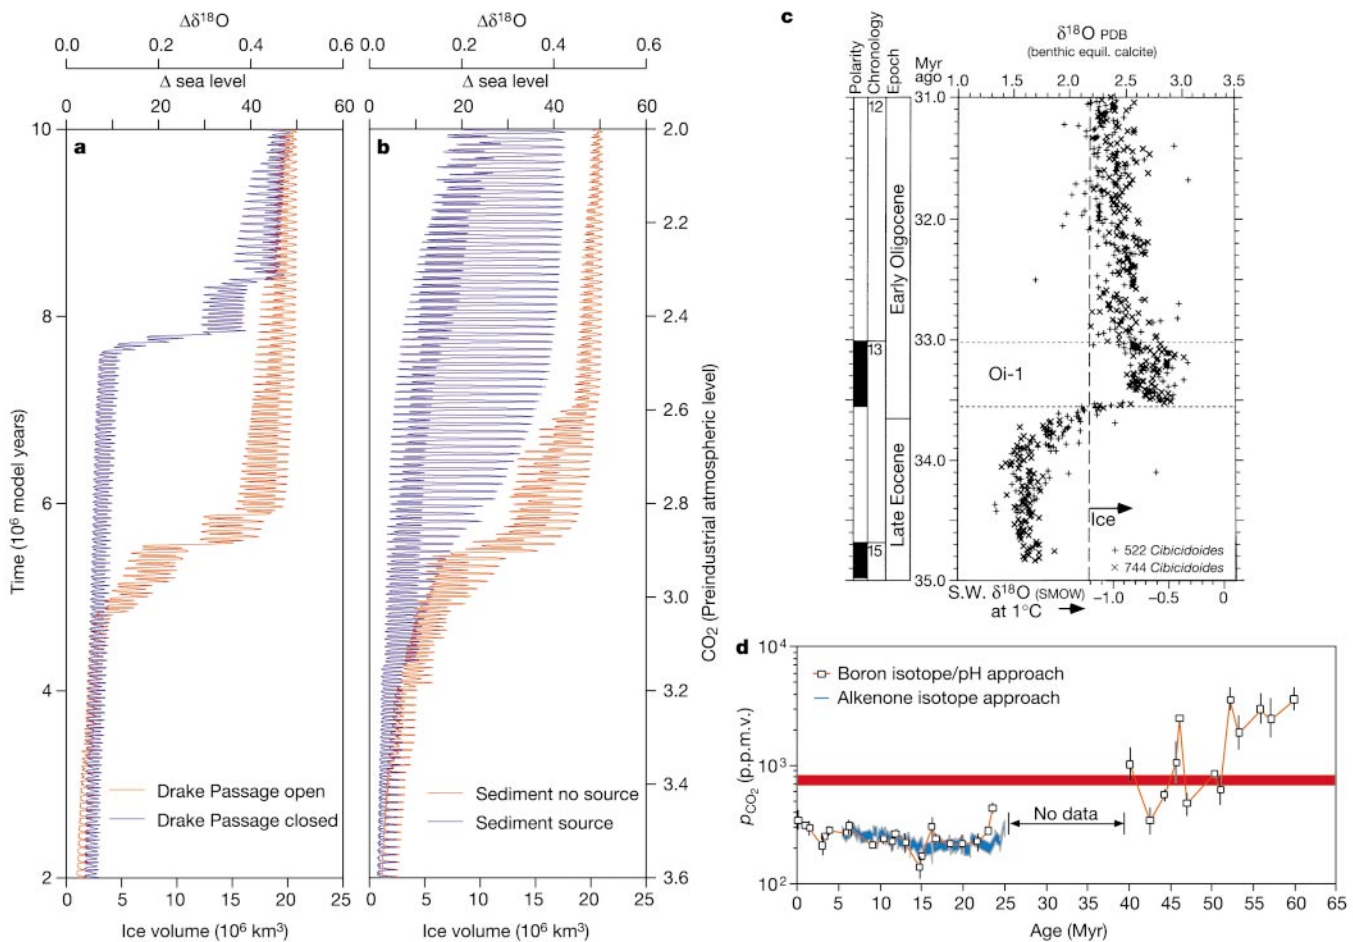 Δδ18O
0.0 0.2 0.4 0.6
Δ sea level
0 20 40 60
a
10
8
6
4
2
Time (10⁶ model years)
Drake Passage open
Drake Passage closed
0 5 10 15 20 25
Ice volume (10⁶ km³)
Δδ¹⁸O
0.0 0.2 0.4 0.6
Δ sea level
0 20 40 60
b
2.0
2.2
2.4
2.6
2.8
3.0
3.2
3.4
3.6
CO₂ (Preindustrial atmospheric level)
Sediment no source
Sediment source
0 5 10 15 20 25
Ice volume (10⁶ km³)
c
δ¹⁸O PDB
(benthic equil. calcite)
Polarity
Chronology
Epoch
Myr
ago
1.0 1.5 2.0 2.5 3.0 3.5
31.0
32.0
33.0
34.0
35.0
12
13
15
Early Oligocene
Late Eocene
Oi-1
Ice
+ 522 Cibicidoides
× 744 Cibicidoides
S.W. δ¹⁸O (SMOW)
at 1°C
−1.0 −0.5 0
d
10⁴
10³
10²
pCO₂ (p.p.m.v.)
Boron isotope/pH approach
Alkenone isotope approach
No data
0 5 10 15 20 25 30 35 40 45 50 55 60 65
Age (Myr)